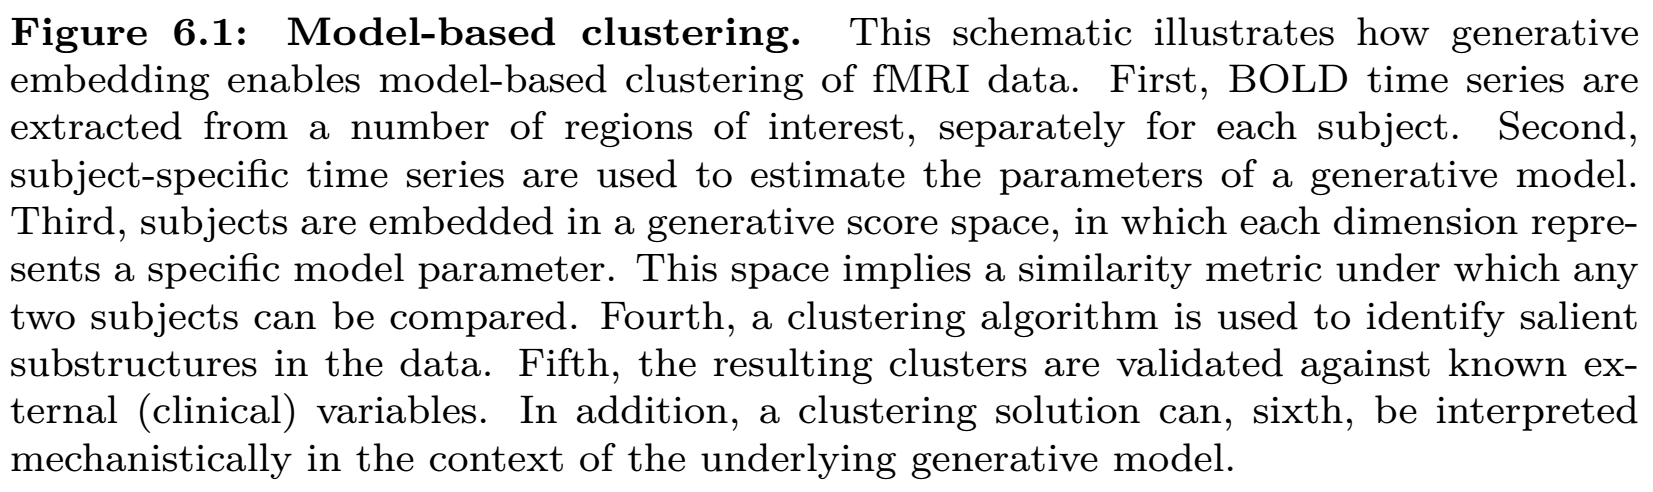 Figure 6.1: Model-based clustering. This schematic illustrates how generative
embedding enables model-based clustering of fMRI data. First, BOLD time series are
extracted from a number of regions of interest, separately for each subject. Second,
subject-specific time series are used to estimate the parameters of a generative model.
Third, subjects are embedded in a generative score space, in which each dimension repre-
sents a specific model parameter. This space implies a similarity metric under which any
two subjects can be compared. Fourth, a clustering algorithm is used to identify salient
substructures in the data. Fifth, the resulting clusters are validated against known ex-
ternal (clinical) variables. In addition, a clustering solution can, sixth, be interpreted
mechanistically in the context of the underlying generative model.